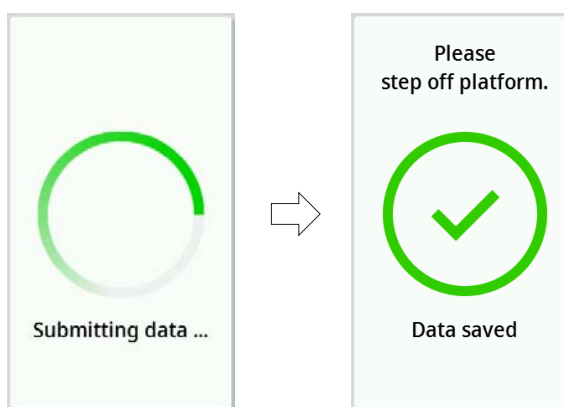 Submitting data ...
Please
step off platform.
Data saved